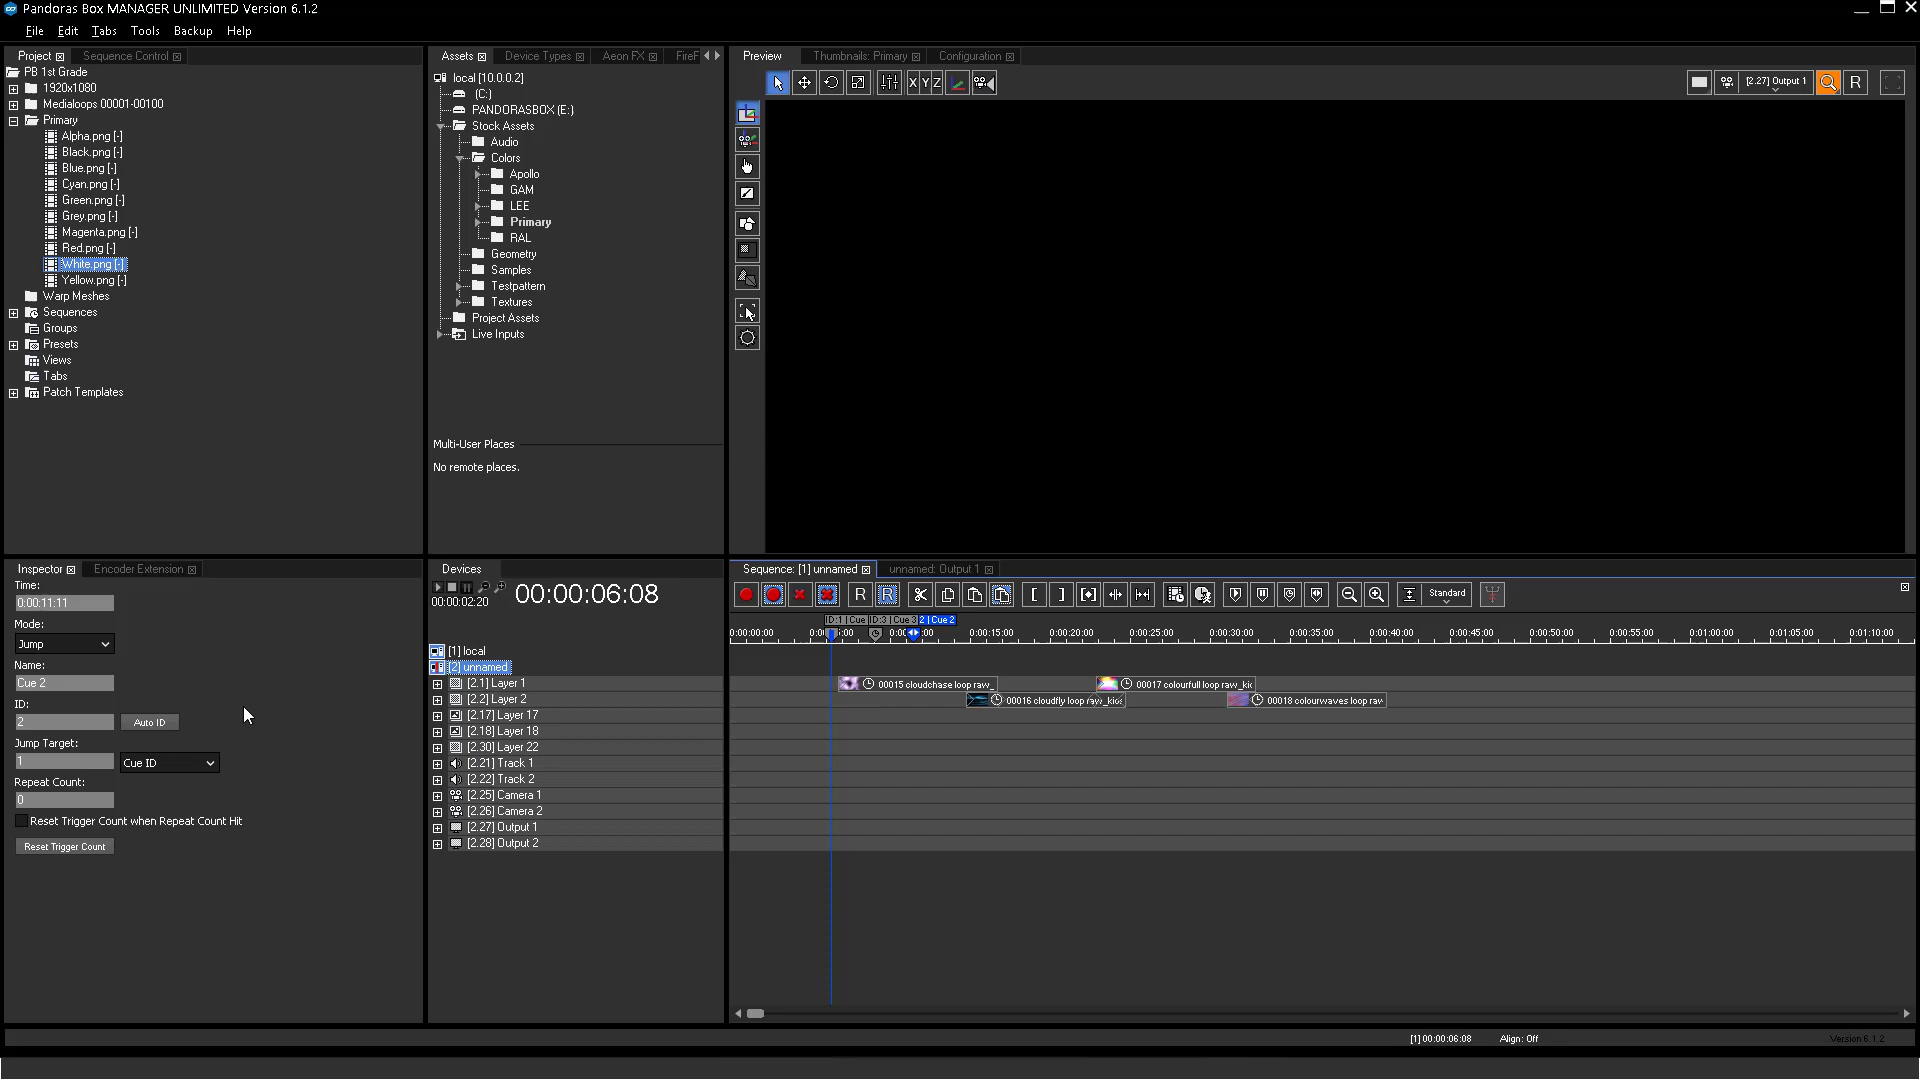 Pandoras Box MANAGER UNLIMITED Version 6.1.2
File Edit Tabs Tools Backup Help
Project Sequence Control
PB 1st Grade
1920x1080
Medialoops 00001-00100
Primary
Alpha.png [-]
Black.png [-]
Blue.png [-]
Cyan.png [-]
Green.png [-]
Grey.png [-]
Magenta.png [-]
Red.png [-]
White.png [-]
Yellow.png [-]
Warp Meshes
Sequences
Groups
Presets
Views
Tabs
Patch Templates
Assets Device Types Aeon FX FireF
local [10.0.0.2]
(C:)
PANDORASBOX (E:)
Stock Assets
Audio
Colors
Apollo
GAM
LEE
Primary
RAL
Geometry
Samples
Testpattern
Textures
Project Assets
Live Inputs
Multi-User Places
No remote places.
Preview Thumbnails: Primary Configuration
X Y Z
[2.27] Output 1
R
Inspector Encoder Extension
Time:
0:00:11:11
Mode:
Jump
Name:
Cue 2
ID:
2 Auto ID
Jump Target:
1 Cue ID
Repeat Count:
0
Reset Trigger Count when Repeat Count Hit
Reset Trigger Count
Devices
00:00:02:20
00:00:06:08
[1] local
[2] unnamed
[2.1] Layer 1
[2.2] Layer 2
[2.17] Layer 17
[2.18] Layer 18
[2.30] Layer 22
[2.21] Track 1
[2.22] Track 2
[2.25] Camera 1
[2.26] Camera 2
[2.27] Output 1
[2.28] Output 2
Sequence: [1] unnamed unnamed: Output 1
R R Standard
ID:1 | Cue ID:3 | Cue 3 2 | Cue 2
0:00:00:00 0:00:15:00 0:00:20:00 0:00:25:00 0:00:30:00 0:00:35:00 0:00:40:00 0:00:45:00 0:00:50:00 0:00:55:00 0:01:00:00 0:01:05:00 0:01:10:00
00015 cloudchase loop raw_ 00017 colourfull loop raw_kic
00016 cloudfly loop raw_kios 00018 colourwaves loop raw
[1] 00:00:06:08 Align: Off Version 6.1.2